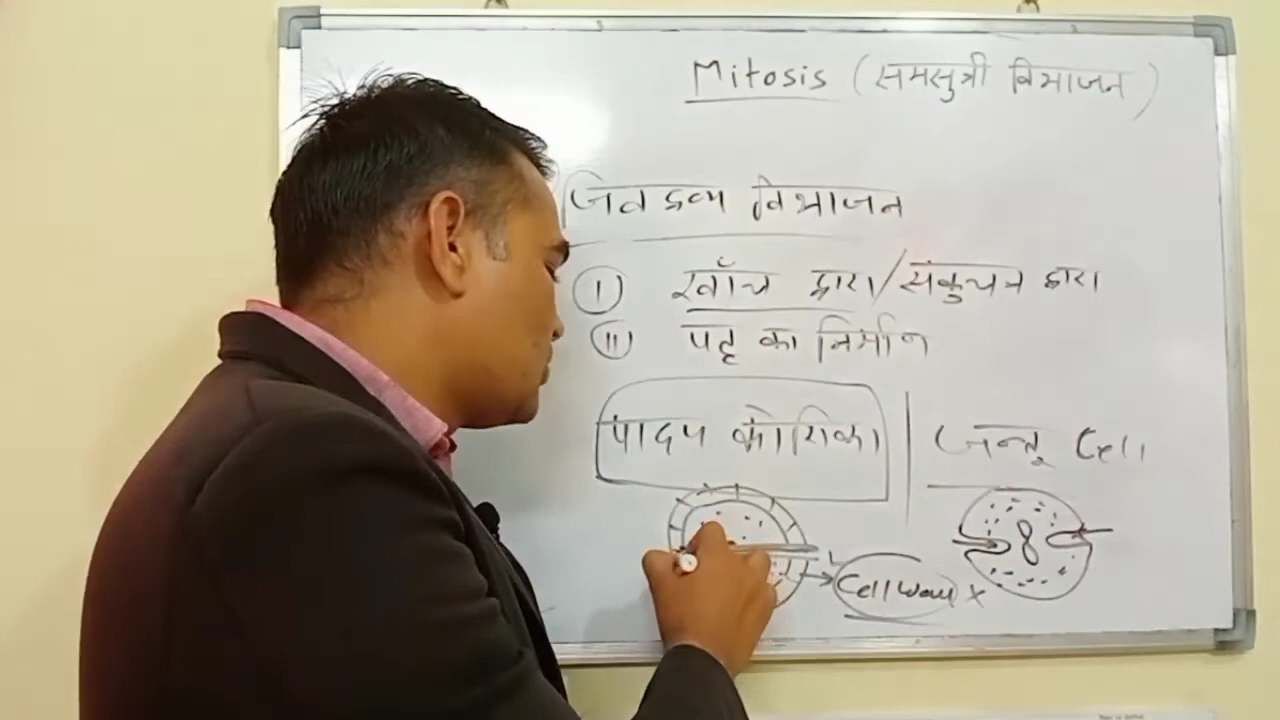 Mitosis (समसुत्री विभाजन)
जिवद्रव्य विभाजन
(I) खाँच द्वारा/संकुचन द्वारा
(II) पट्ट का निर्माण
पादप कोशिका | जन्तू Cell
Cell wall x